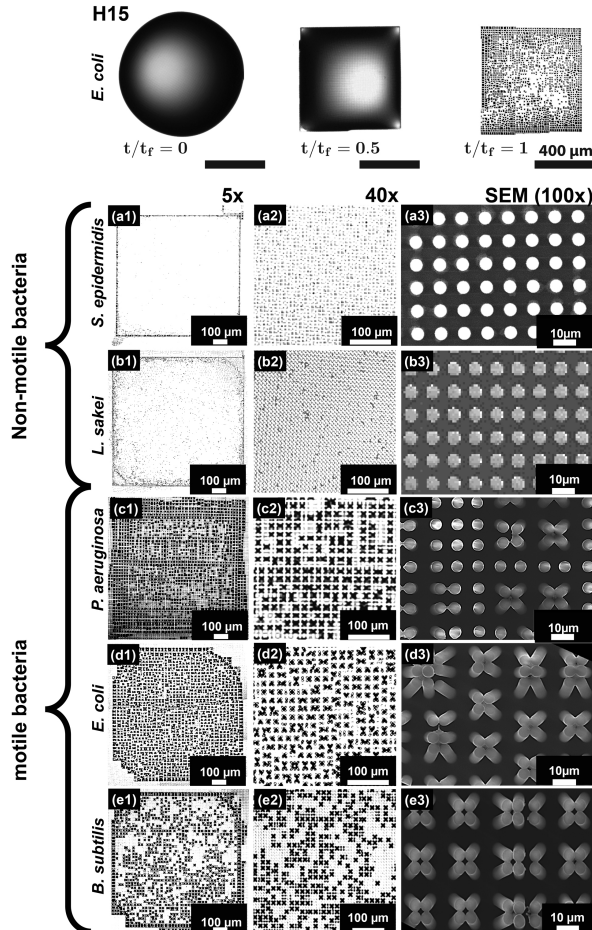 H15
E. coli
t/tf = 0
t/tf = 0.5
t/tf = 1
400 µm
5x
40x
SEM (100x)
Non-motile bacteria
S. epidermidis
(a1)
100 µm
(a2)
100 µm
(a3)
10µm
L. sakei
(b1)
100 µm
(b2)
100 µm
(b3)
10µm
motile bacteria
P. aeruginosa
(c1)
100 µm
(c2)
100 µm
(c3)
10µm
E. coli
(d1)
100 µm
(d2)
100 µm
(d3)
10µm
B. subtilis
(e1)
100 µm
(e2)
100 µm
(e3)
10 µm